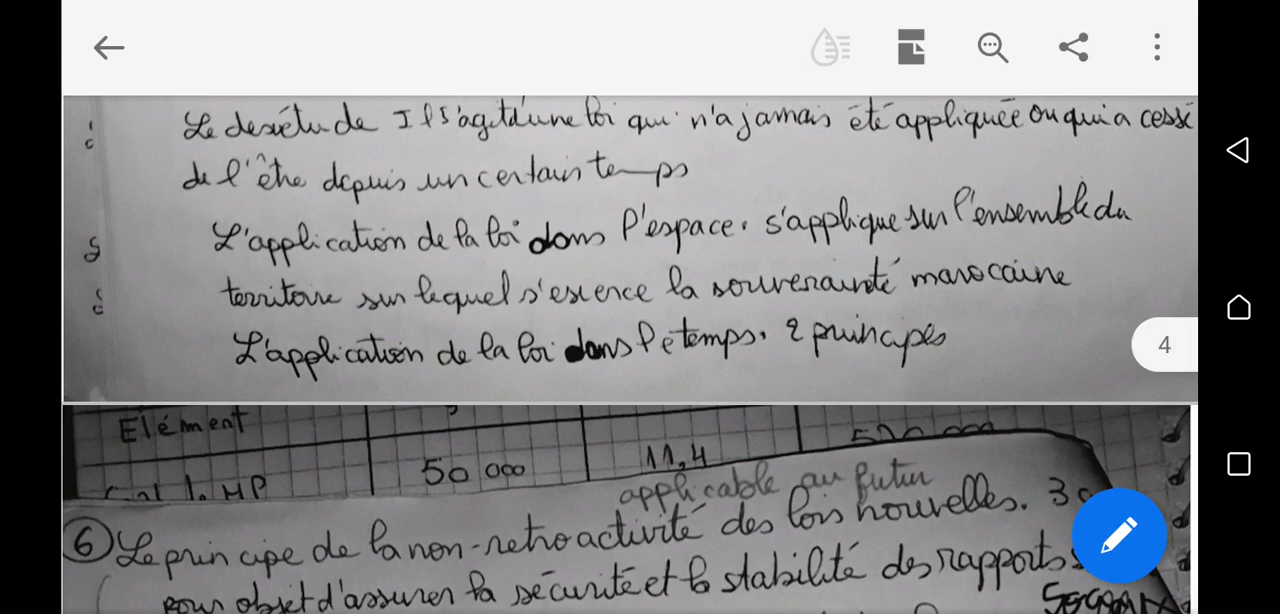 Le desuétude Il s'agit d'une loi qui n'a jamais été appliquée ou qui a cessé
de l'être depuis un certain temps
L'application de la loi dans l'espace. s'applique sur l'ensemble du
territoire sur lequel s'exerce la souveraineté marocaine
L'application de la loi dans le temps. 2 principes
4
Elément
50 000 11,4
MP
applicable au futur
6 Le principe de la non-retroactivité des lois nouvelles.
pour objet d'assurer la sécurité et la stabilité des rapports